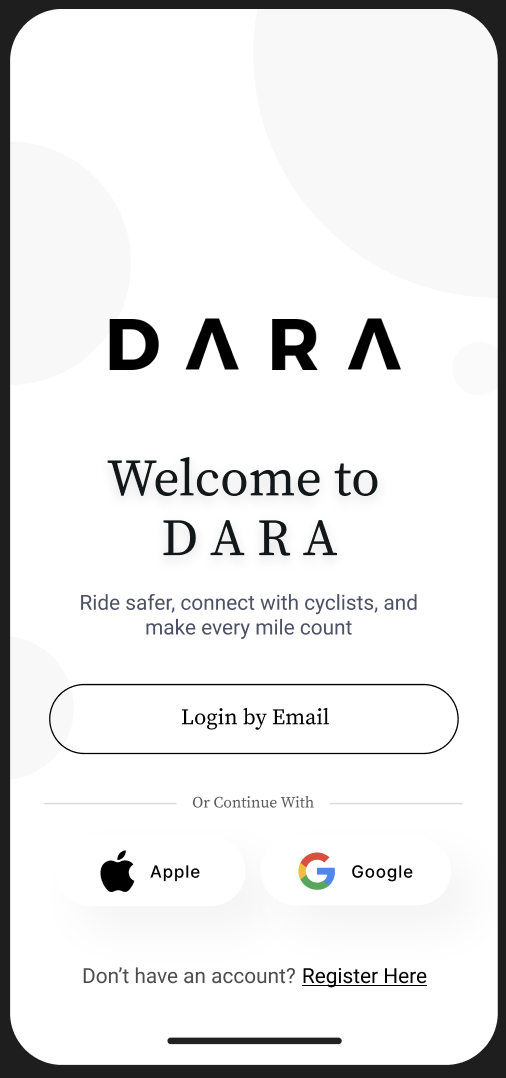 DARA
Welcome to
DARA
Ride safer, connect with cyclists, and
make every mile count
Login by Email
Or Continue With
Apple
Google
Don’t have an account? Register Here